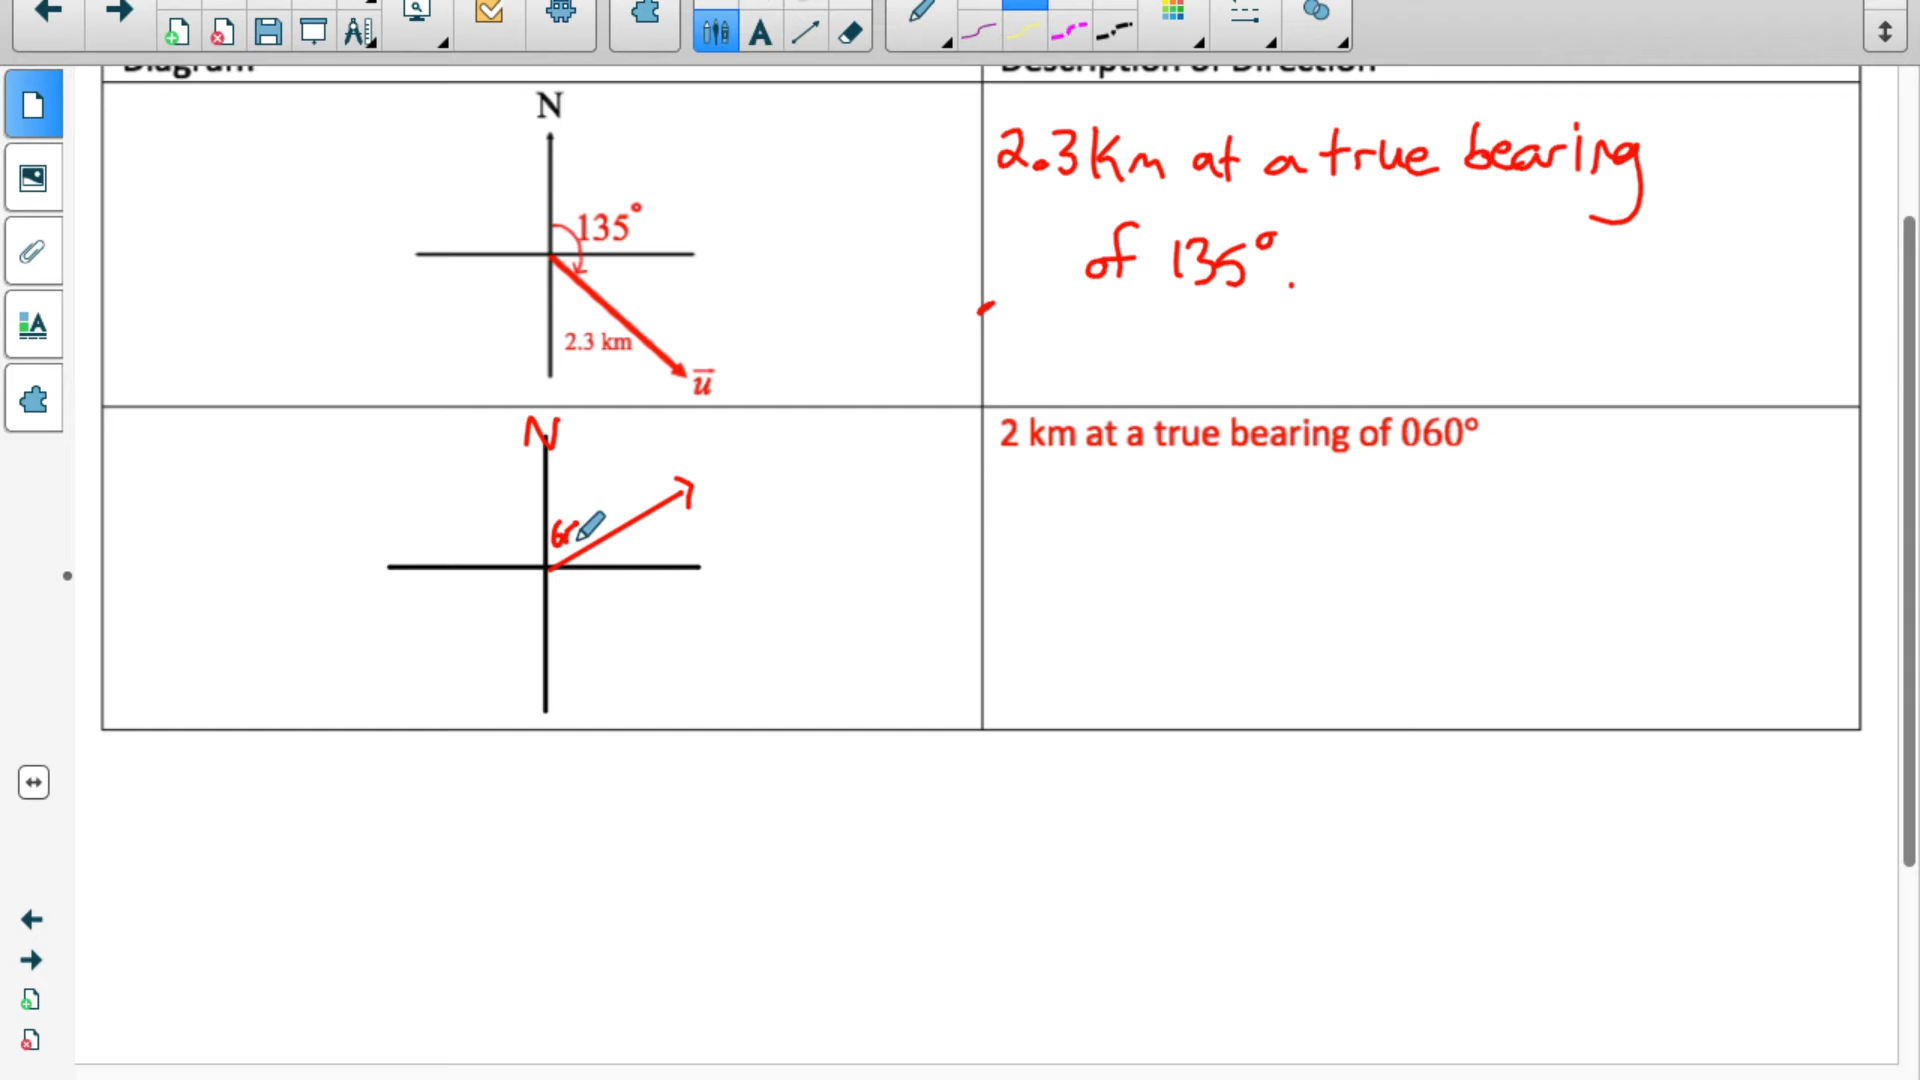 Diagram
Description of Direction
N
135°
2.3 km
u
2.3 Km at a true bearing
of 135°.
N
2 km at a true bearing of 060°